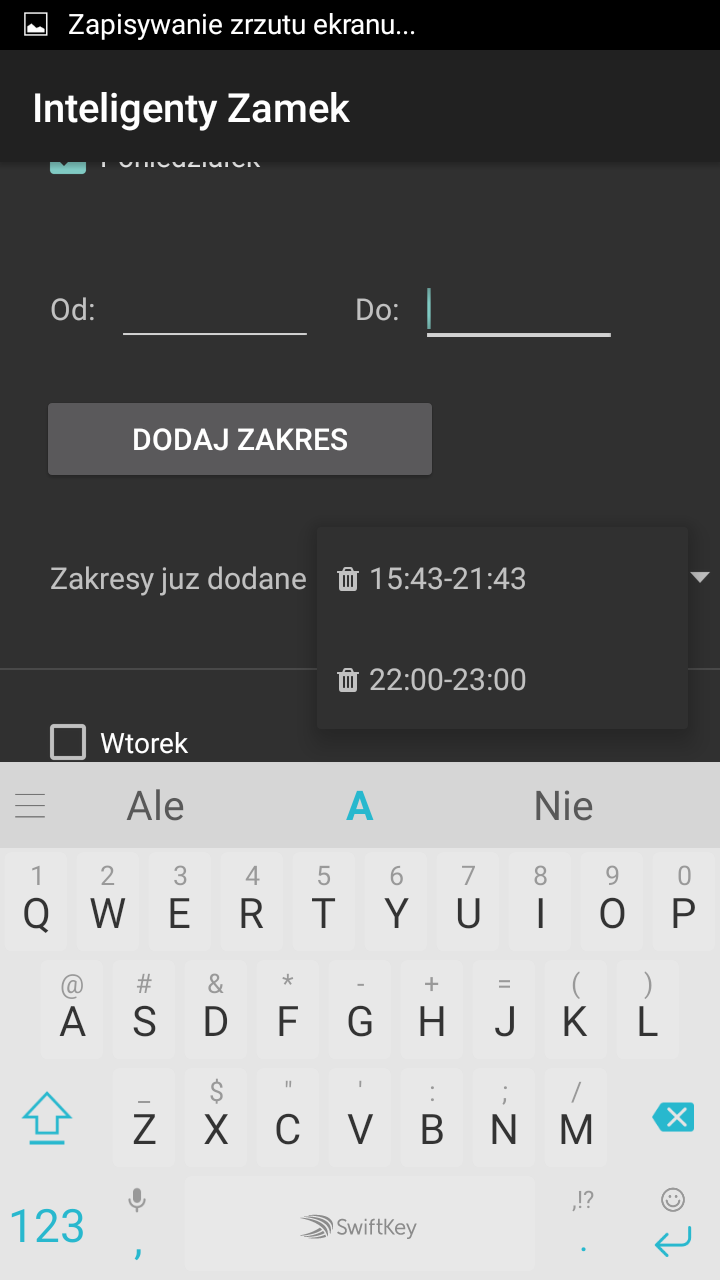 Zapisywanie zrzutu ekranu...
Inteligenty Zamek
Poniedziałek
Od:
Do:
DODAJ ZAKRES
Zakresy juz dodane
15:43-21:43
22:00-23:00
Wtorek
Ale A Nie
1 2 3 4 5 6 7 8 9 0
Q W E R T Y U I O P
@ # & * - + = ( )
A S D F G H J K L
_ $ " ' : ; /
Z X C V B N M
,!?
123 , SwiftKey .